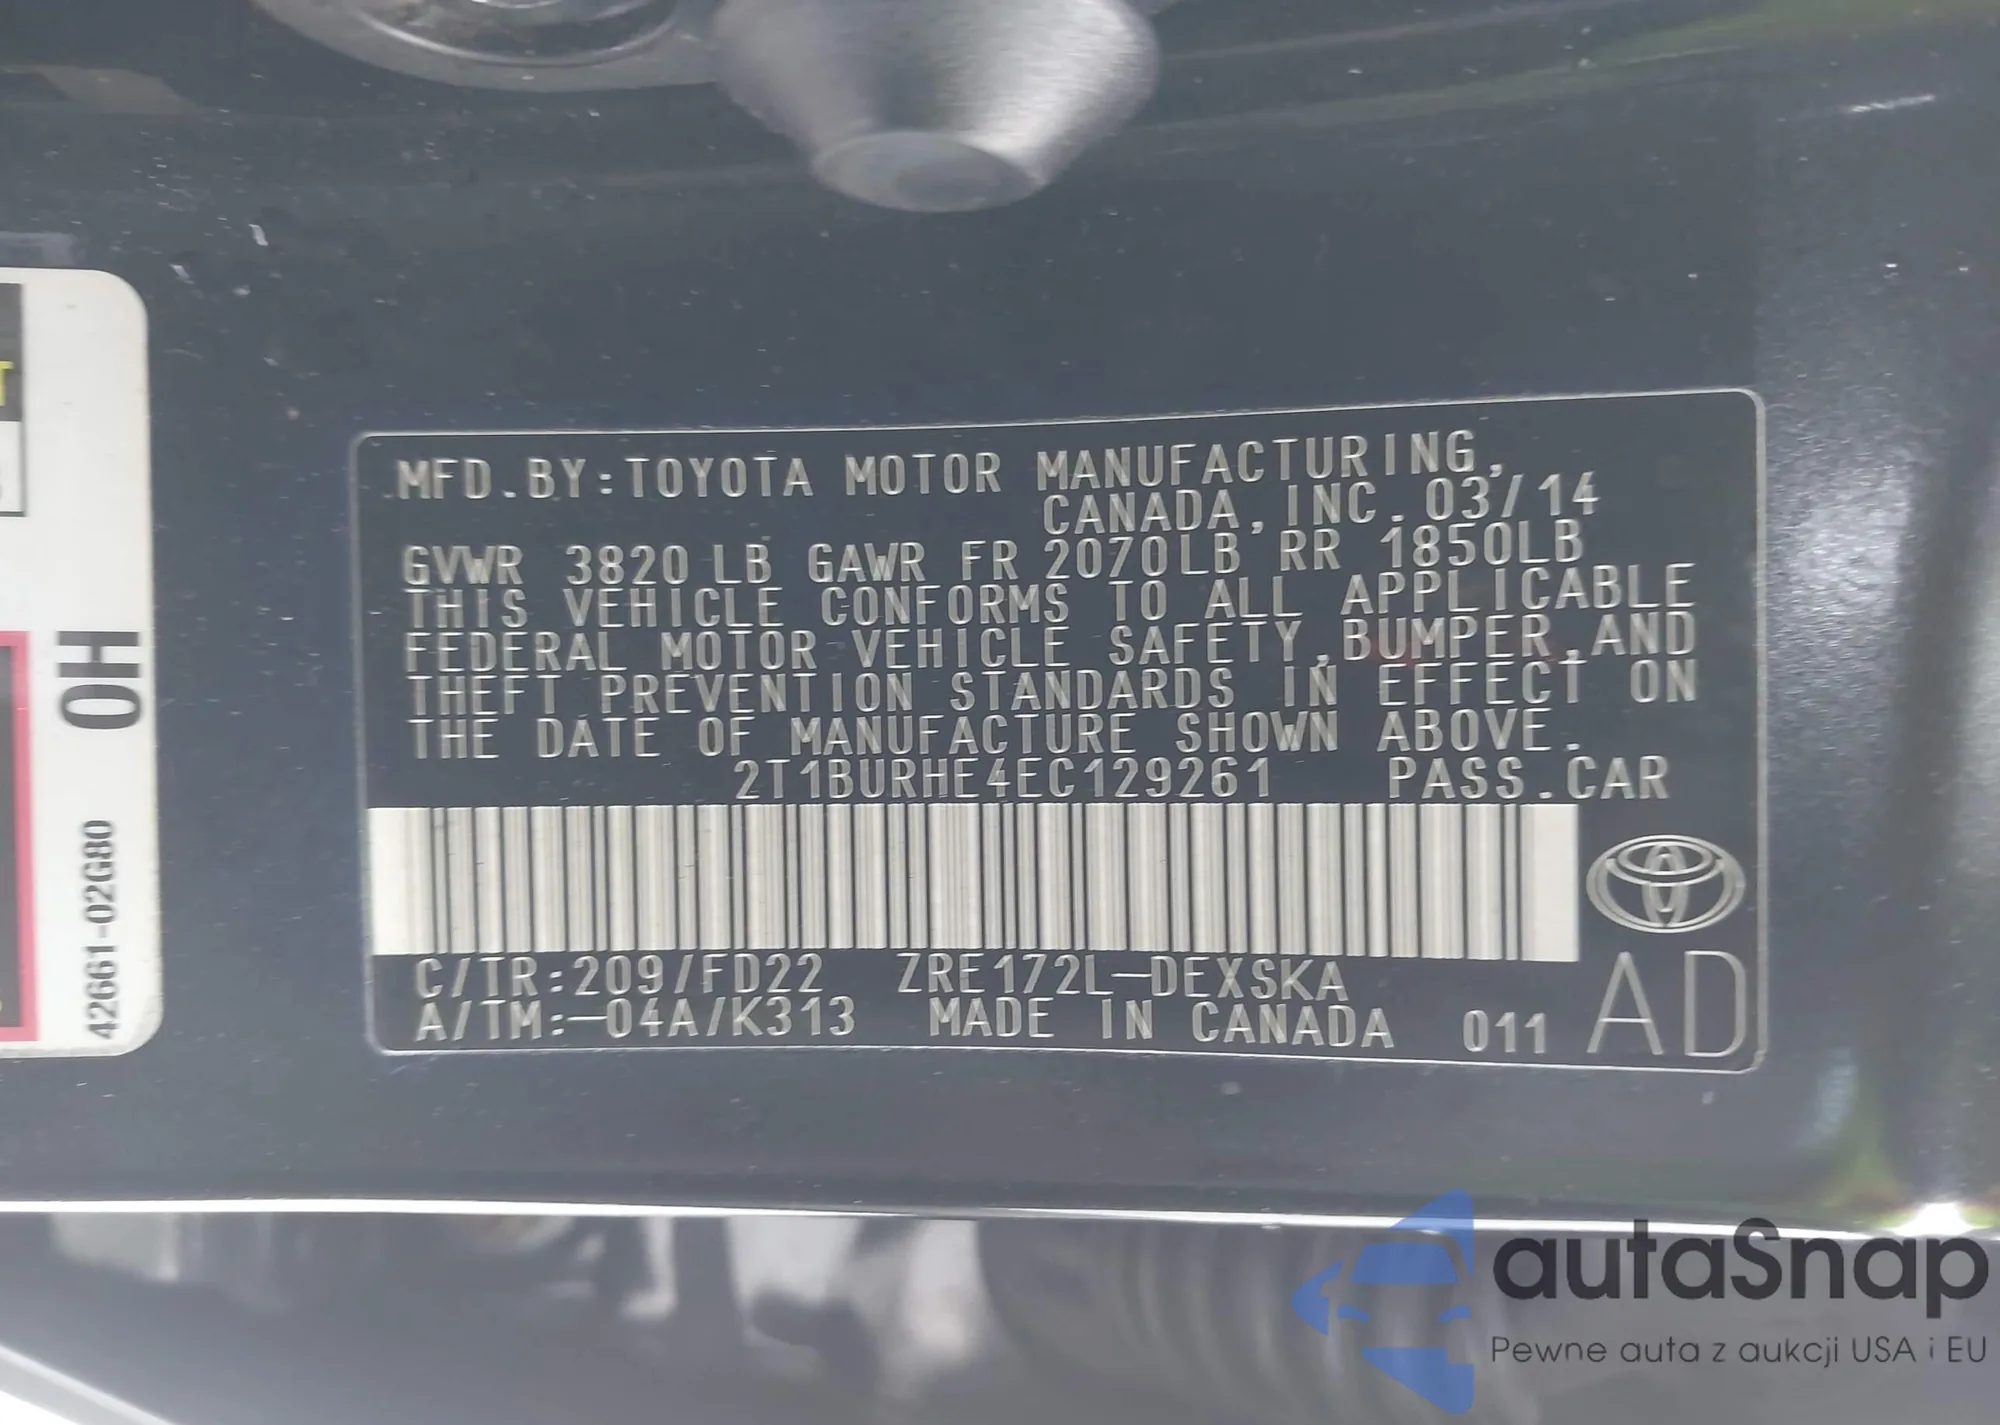 MFD.BY:TOYOTA MOTOR MANUFACTURING,
CANADA,INC.03/14
GVWR 3820LB GAWR FR 2070LB RR 1850LB
THIS VEHICLE CONFORMS TO ALL APPLICABLE
FEDERAL MOTOR VEHICLE SAFETY,BUMPER,AND
THEFT PREVENTION STANDARDS IN EFFECT ON
THE DATE OF MANUFACTURE SHOWN ABOVE.
2T1BURHE4EC129261 PASS.CAR
C/TR:209/FD22 ZRE172L-DEXSKA
A/TM:-04A/K313 MADE IN CANADA 011 AD
0H
42661-02G80
autaSnap
Pewne auta z aukcji USA i EU